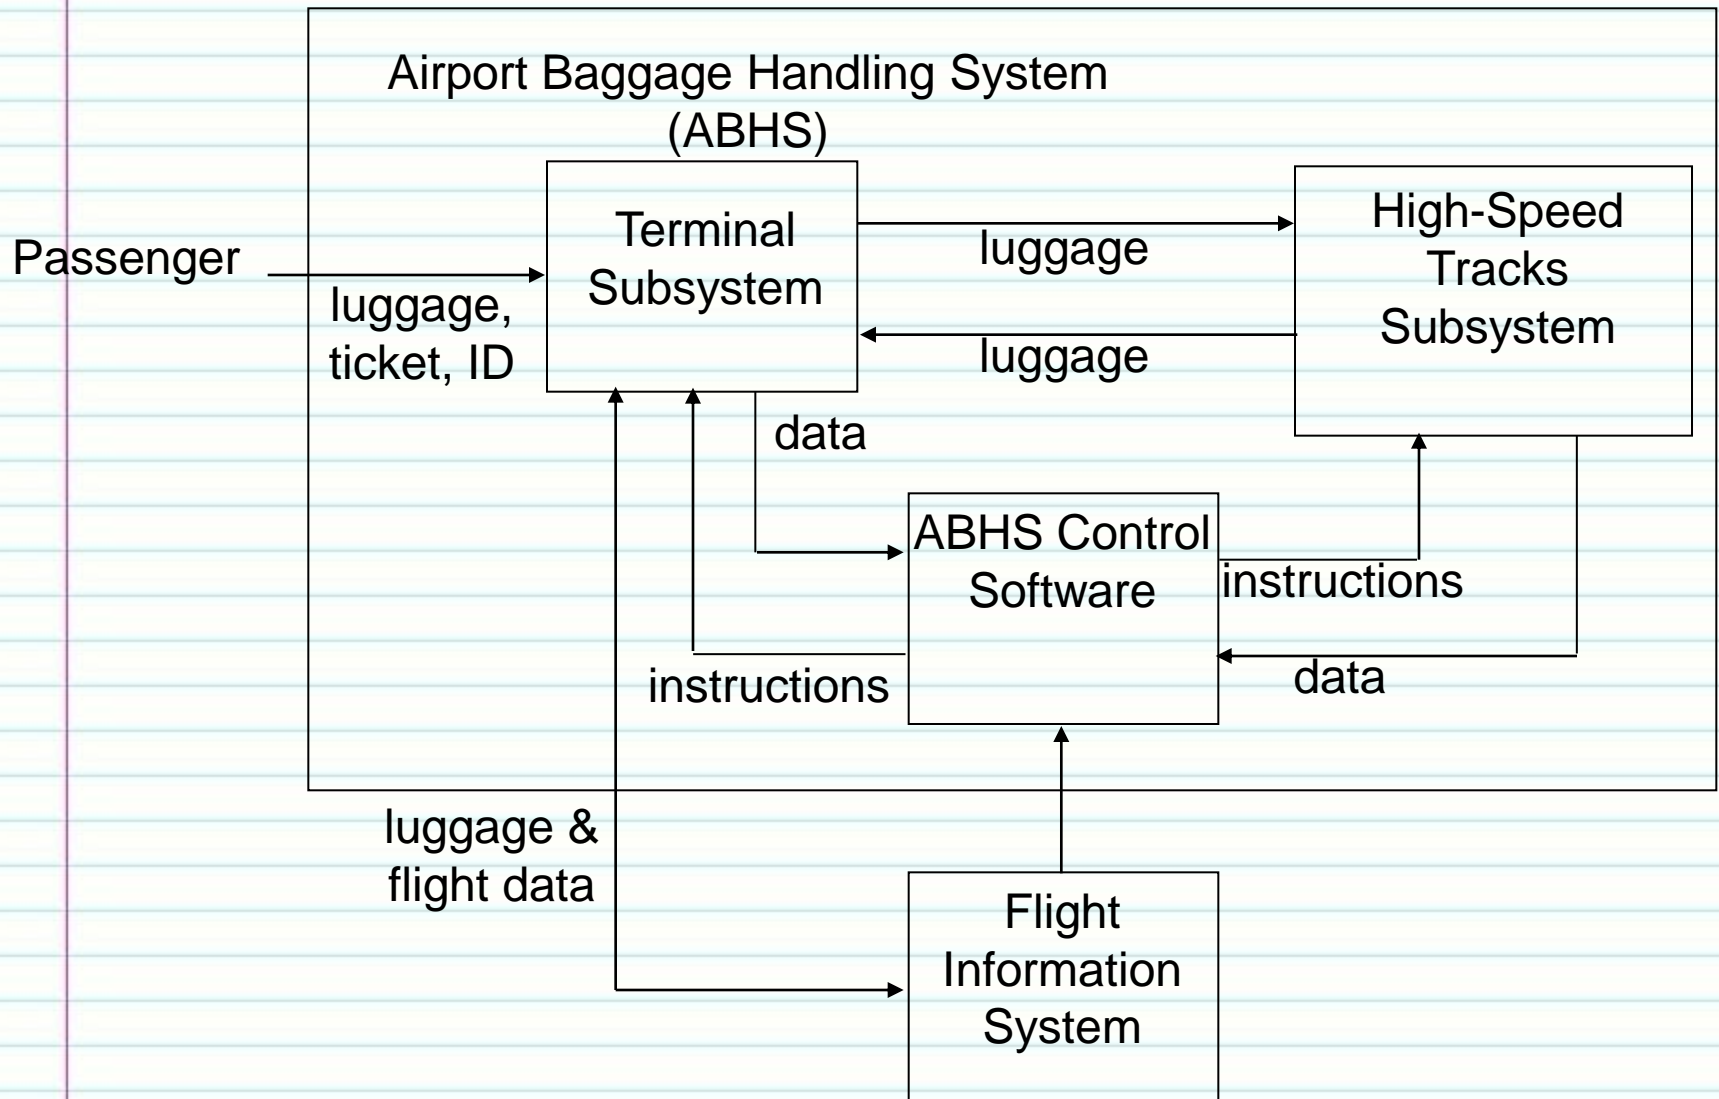 Airport Baggage Handling System
(ABHS)
Terminal
Subsystem
High-Speed
Tracks
Subsystem
Passenger
luggage,
ticket, ID
luggage
luggage
data
ABHS Control
Software
instructions
instructions
data
luggage &
flight data
Flight
Information
System